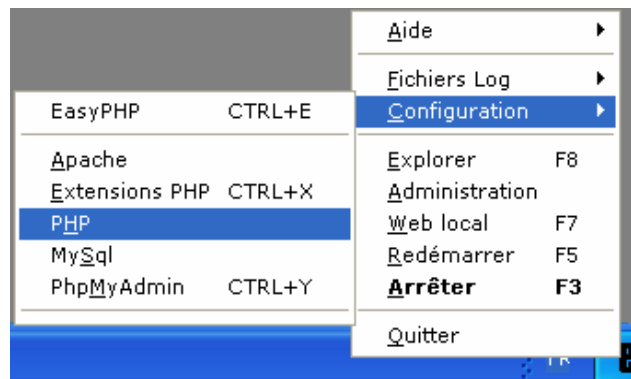 Aide
Fichiers Log
Configuration
EasyPHP CTRL+E
Apache
Extensions PHP CTRL+X
PHP
MySql
PhpMyAdmin CTRL+Y
Explorer F8
Administration
Web local F7
Redémarrer F5
Arrêter F3
Quitter